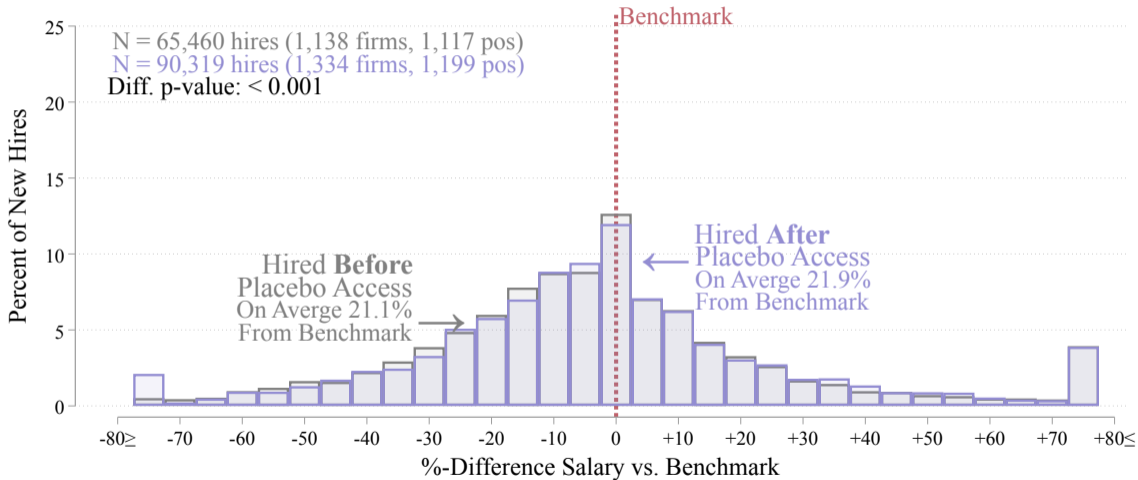 Benchmark
N = 65,460 hires (1,138 firms, 1,117 pos)
N = 90,319 hires (1,334 firms, 1,199 pos)
Diff. p-value: < 0.001
25
20
15
10
5
0
Percent of New Hires
Hired Before
Placebo Access
On Averge 21.1%
From Benchmark
Hired After
Placebo Access
On Averge 21.9%
From Benchmark
-80≥ -70 -60 -50 -40 -30 -20 -10 0 +10 +20 +30 +40 +50 +60 +70 +80≤
%-Difference Salary vs. Benchmark